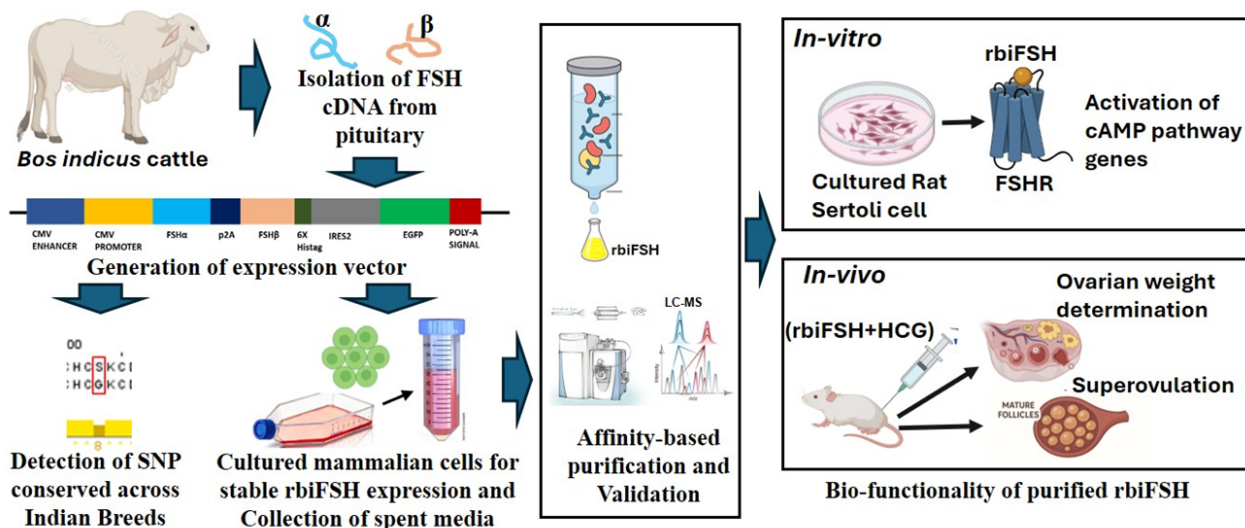 α
β
Isolation of FSH
cDNA from
pituitary
Bos indicus cattle
CMV
ENHANCER
CMV
PROMOTER
FSHα
p2A
FSHβ
6X
Histag
IRES2
EGFP
POLY-A
SIGNAL
Generation of expression vector
CHCSKCI
CHCGKCI
Detection of SNP
conserved across
Indian Breeds
Cultured mammalian cells for
stable rbiFSH expression and
Collection of spent media
rbiFSH
LC-MS
Intensity
m/z
Affinity-based
purification and
Validation
In-vitro
rbiFSH
FSHR
Cultured Rat
Sertoli cell
Activation of
cAMP pathway
genes
In-vivo
(rbiFSH+HCG)
Ovarian weight
determination
Superovulation
MATURE
FOLLICLES
Bio-functionality of purified rbiFSH